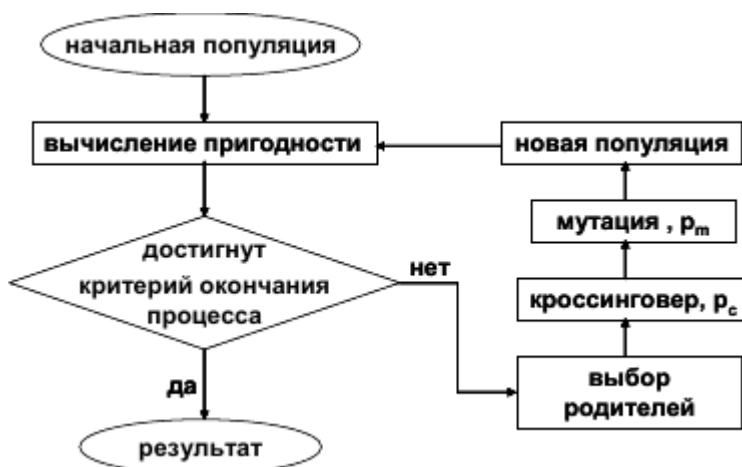 начальная популяция
вычисление пригодности
новая популяция
мутация , pm
достигнут
критерий окончания
процесса
нет
кроссинговер, pc
выбор
родителей
да
результат